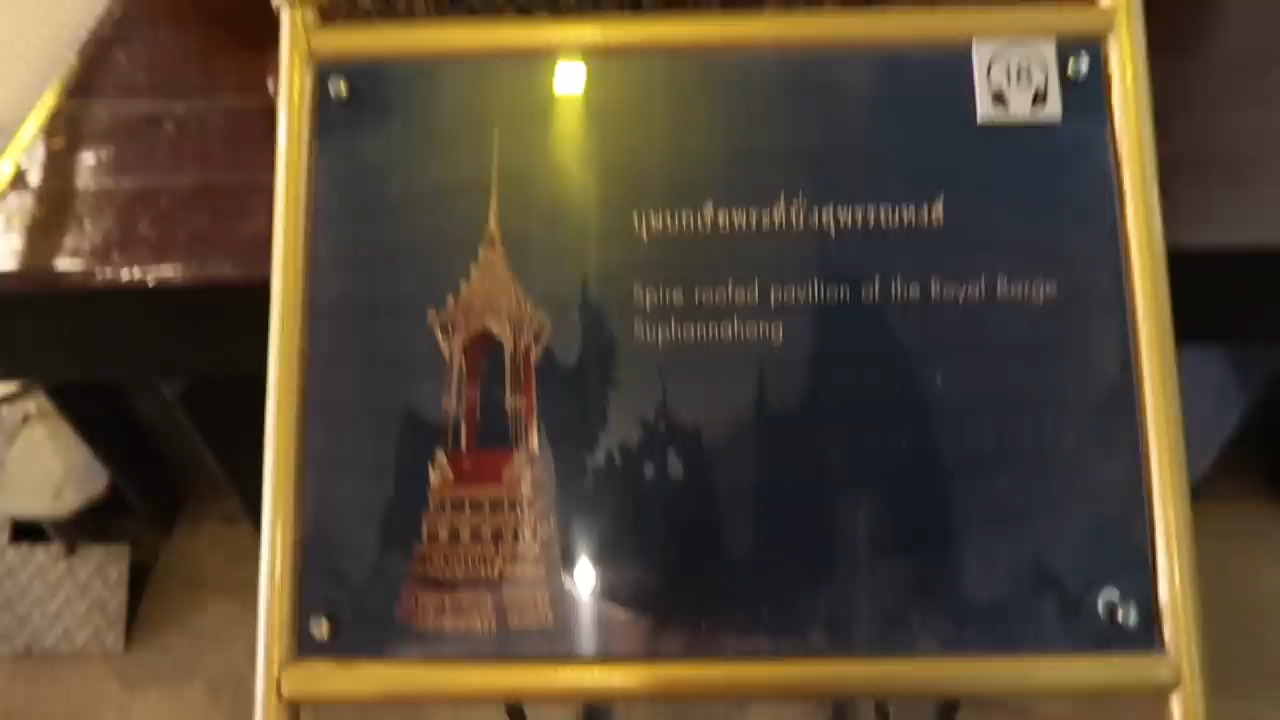 บุษบกเรือพระที่นั่งสุพรรณหงส์
Spire roofed pavilion of the Royal Barge
Suphannahong